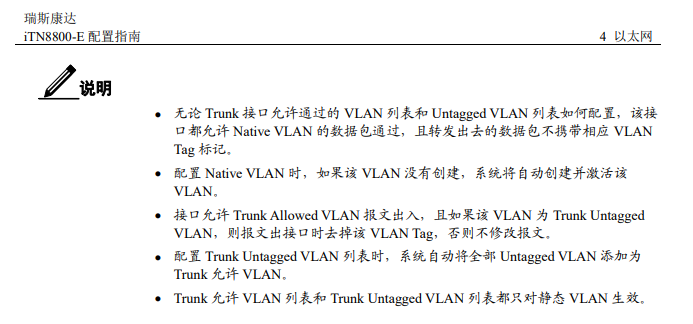 瑞斯康达
iTN8800-E 配置指南
4 以太网
说明
• 无论 Trunk 接口允许通过的 VLAN 列表和 Untagged VLAN 列表如何配置，该接
口都允许 Native VLAN 的数据包通过，且转发出去的数据包不携带相应 VLAN
Tag 标记。
• 配置 Native VLAN 时，如果该 VLAN 没有创建，系统将自动创建并激活该
VLAN。
• 接口允许 Trunk Allowed VLAN 报文出入，且如果该 VLAN 为 Trunk Untagged
VLAN，则报文出接口时去掉该 VLAN Tag，否则不修改报文。
• 配置 Trunk Untagged VLAN 列表时，系统自动将全部 Untagged VLAN 添加为
Trunk 允许 VLAN。
• Trunk 允许 VLAN 列表和 Trunk Untagged VLAN 列表都只对静态 VLAN 生效。